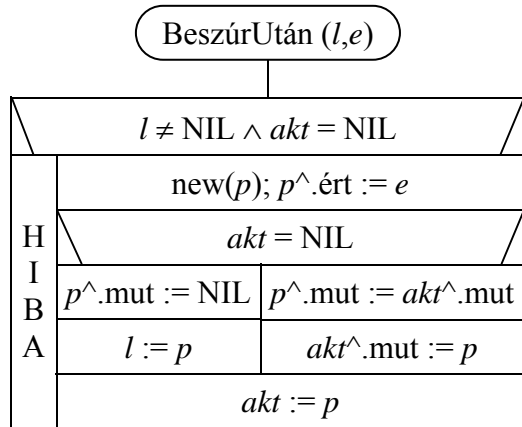 BeszúrUtán (l,e)
l ≠ NIL ∧ akt = NIL
H
I
B
A
new(p); p^.ért := e
akt = NIL
p^.mut := NIL
p^.mut := akt^.mut
l := p
akt^.mut := p
akt := p